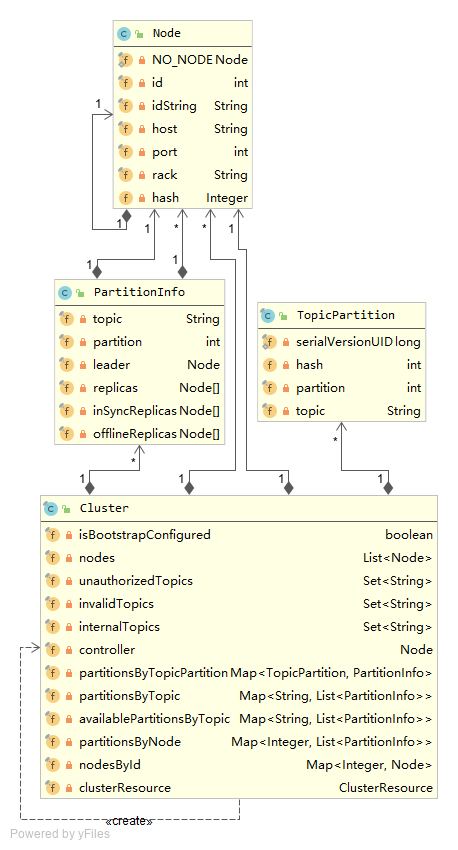 Node
NO_NODE Node
id int
idString String
host String
port int
rack String
hash Integer
1
1
1 * * 1
1 1
PartitionInfo
topic String
partition int
leader Node
replicas Node[]
inSyncReplicas Node[]
offlineReplicas Node[]
TopicPartition
serialVersionUID long
hash int
partition int
topic String
* *
1 1 1 1
Cluster
isBootstrapConfigured boolean
nodes List<Node>
unauthorizedTopics Set<String>
invalidTopics Set<String>
internalTopics Set<String>
controller Node
partitionsByTopicPartition Map<TopicPartition, PartitionInfo>
partitionsByTopic Map<String, List<PartitionInfo>>
availablePartitionsByTopic Map<String, List<PartitionInfo>>
partitionsByNode Map<Integer, List<PartitionInfo>>
nodesById Map<Integer, Node>
clusterResource ClusterResource
«create»
Powered by yFiles